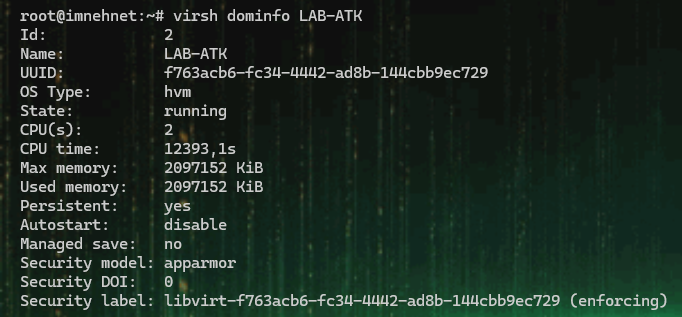 root@imnehnet:~# virsh dominfo LAB-ATK
Id:             2
Name:           LAB-ATK
UUID:           f763acb6-fc34-4442-ad8b-144cbb9ec729
OS Type:        hvm
State:          running
CPU(s):         2
CPU time:       12393,1s
Max memory:     2097152 KiB
Used memory:    2097152 KiB
Persistent:     yes
Autostart:      disable
Managed save:   no
Security model: apparmor
Security DOI:   0
Security label: libvirt-f763acb6-fc34-4442-ad8b-144cbb9ec729 (enforcing)